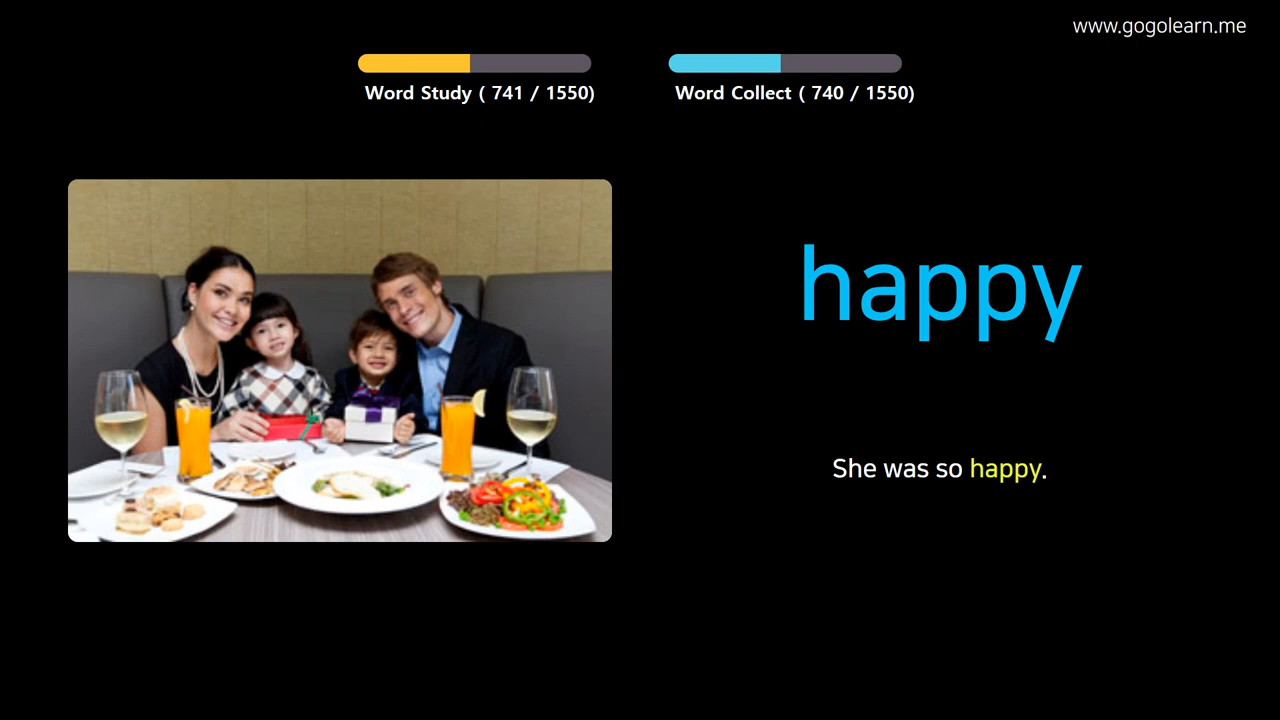 www.gogolearn.me
Word Study ( 741 / 1550)
Word Collect ( 740 / 1550)
happy
She was so happy.